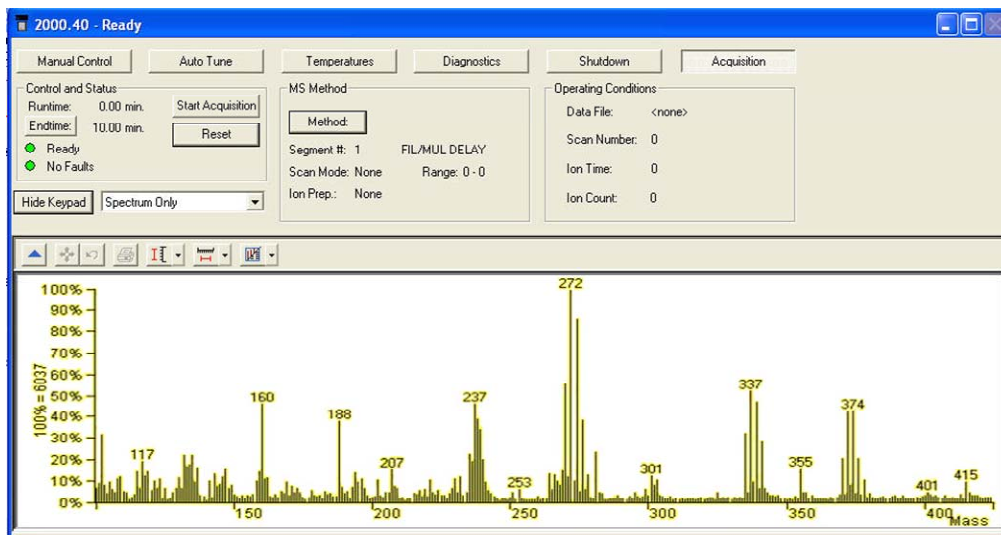 2000.40 - Ready
Manual Control Auto Tune Temperatures Diagnostics Shutdown Acquisition
Control and Status
Runtime: 0.00 min. Start Acquisition
Endtime: 10.00 min. Reset
Ready
No Faults
Hide Keypad Spectrum Only
MS Method
Method:
Segment #: 1 FIL/MUL DELAY
Scan Mode: None Range: 0 - 0
Ion Prep.: None
Operating Conditions
Data File: <none>
Scan Number: 0
Ion Time: 0
Ion Count: 0
100% = 6037
100%
90%
80%
70%
60%
50%
40%
30%
20%
10%
0%
117 160 188 207 237 253 272 301 337 355 374 401 415
150 200 250 300 350 400 Mass